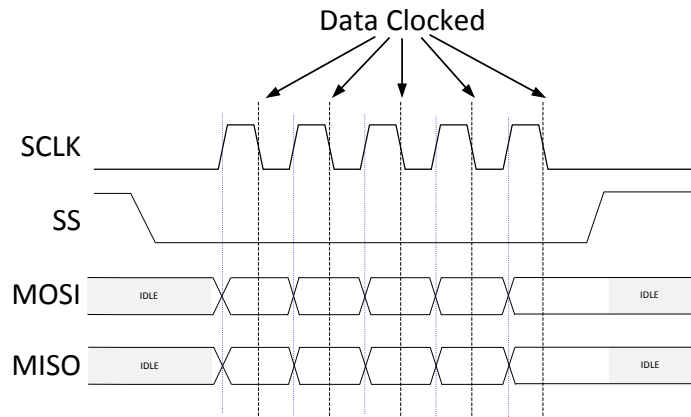 Data Clocked
SCLK
SS
MOSI
IDLE
IDLE
MISO
IDLE
IDLE